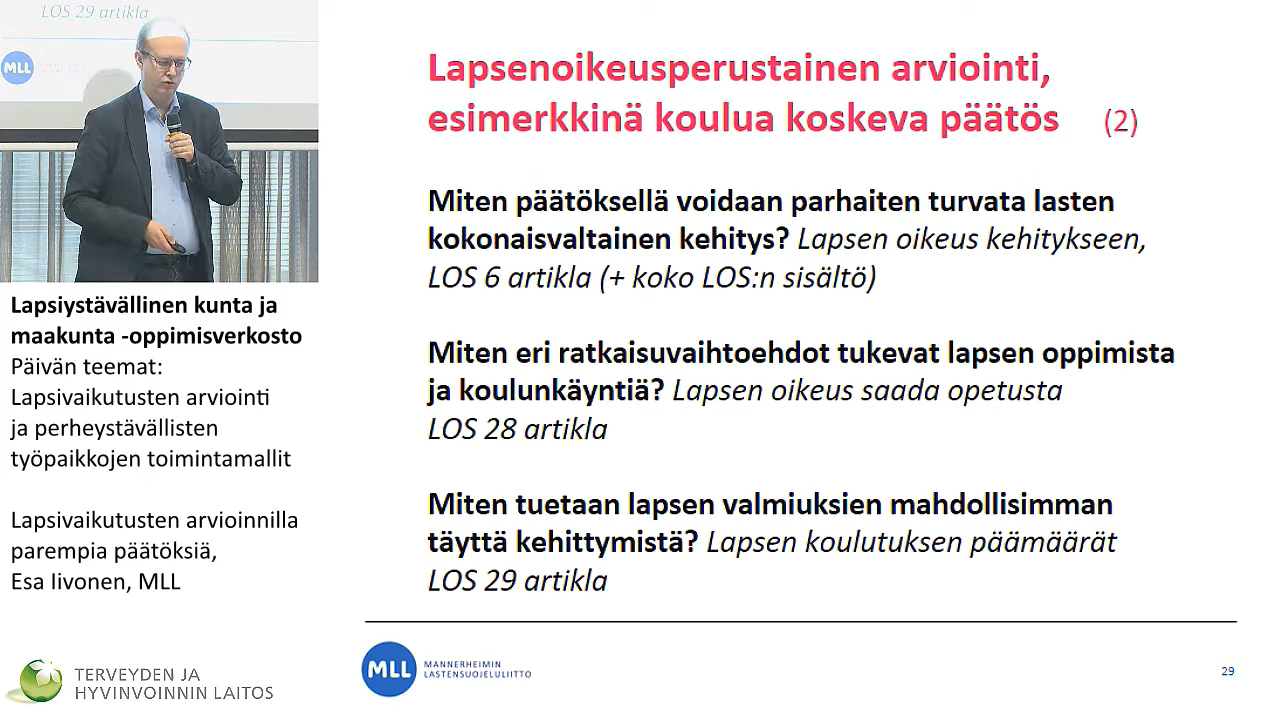 LOS 29 artikla
MLL
Lapsiystävällinen kunta ja
maakunta -oppimisverkosto
Päivän teemat:
Lapsivaikutusten arviointi
ja perheystävällisten
työpaikkojen toimintamallit
Lapsivaikutusten arvioinnilla
parempia päätöksiä,
Esa Iivonen, MLL
TERVEYDEN JA
HYVINVOINNIN LAITOS
Lapsenoikeusperustainen arviointi,
esimerkkinä koulua koskeva päätös (2)
Miten päätöksellä voidaan parhaiten turvata lasten
kokonaisvaltainen kehitys? Lapsen oikeus kehitykseen,
LOS 6 artikla (+ koko LOS:n sisältö)
Miten eri ratkaisuvaihtoehdot tukevat lapsen oppimista
ja koulunkäyntiä? Lapsen oikeus saada opetusta
LOS 28 artikla
Miten tuetaan lapsen valmiuksien mahdollisimman
täyttä kehittymistä? Lapsen koulutuksen päämäärät
LOS 29 artikla
MLL
MANNERHEIMIN
LASTENSUOJELULIITTO
29